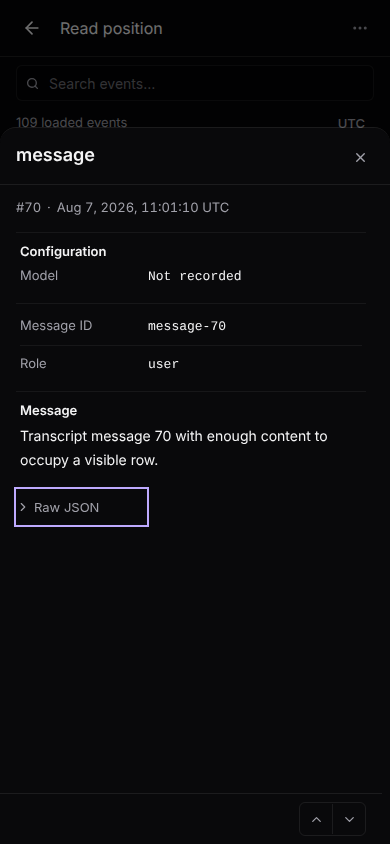 Read position
Search events...
109 loaded events UTC
message
#70 · Aug 7, 2026, 11:01:10 UTC
Configuration
Model Not recorded
Message ID message-70
Role user
Message
Transcript message 70 with enough content to
occupy a visible row.
Raw JSON